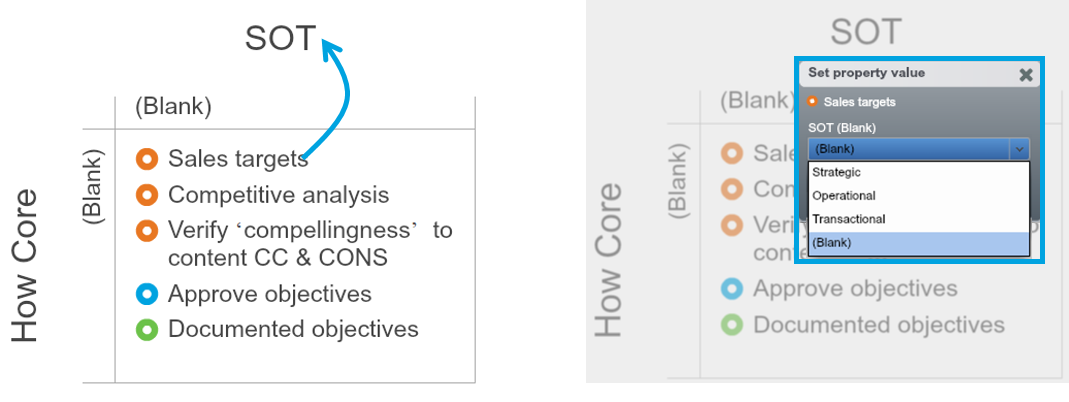 SOT
(Blank)
(Blank)
How Core
Sales targets
Competitive analysis
Verify ‘compellingness’ to
content CC & CONS
Approve objectives
Documented objectives
SOT
(Blank)
(Blank)
How Core
Set property value
Sales targets
SOT (Blank)
(Blank)
Strategic
Operational
Transactional
(Blank)
Approve objectives
Documented objectives